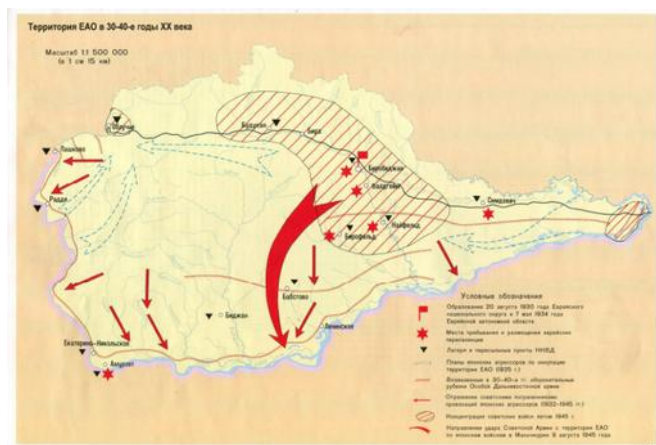 Территория ЕАО в 30-40-е годы XX века
Масштаб 1:1 500 000
(в 1 см 15 км)
Облучье
Будукан
Бира
Пашково
Биробиджан
Валдгейм
Радде
Смидович
Бирофельд
Найфельд
Бабстово
Биджан
Ленинское
Екатерино-Никольское
Амурзет
Условные обозначения
Образование 20 августа 1930 года Еврейского
национального округа и 7 мая 1934 года
Еврейской автономной области
Места прибывания и размещения еврейских
переселенцев
Лагеря и пересыльные пункты НКВД
Планы японских агрессоров по оккупации
территории ЕАО (1935 г.)
Возведенные в 30-40-е гг. оборонительные
рубежи Особой Дальневосточной армии
Отражение советскими пограничниками
провокаций японских агрессоров (1932-1945 гг.)
Концентрация советских войск летом 1945 г.
Направление удара Советской Армии с территории ЕАО
по японским войскам в Маньчжурии 9 августа 1945 года